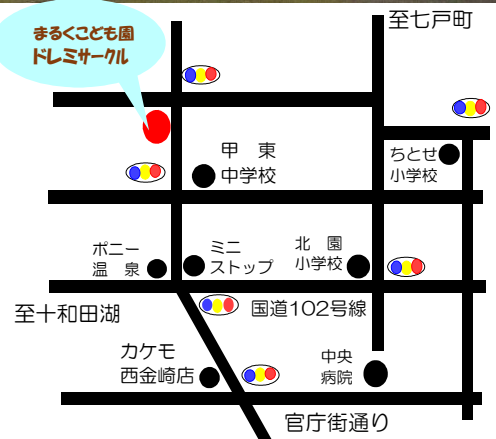 至七戸町
まるくこども園
ドレミサークル
甲　東
中学校
ちとせ
小学校
ポニー
温　泉
ミニ
ストップ
北　園
小学校
至十和田湖
国道102号線
カケモ
西金崎店
中央
病院
官庁街通り